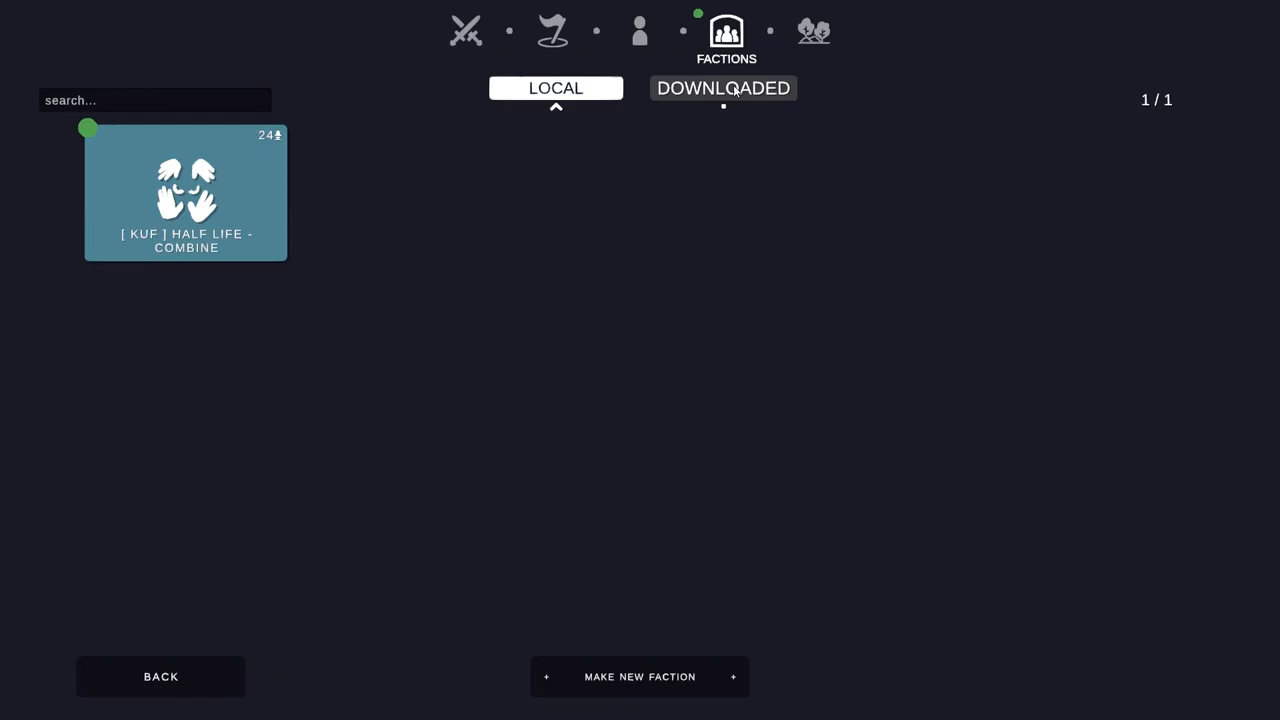 FACTIONS
LOCAL
DOWNLOADED
search...
1 / 1
24
[ KUF ] HALF LIFE -
COMBINE
BACK
+ MAKE NEW FACTION +